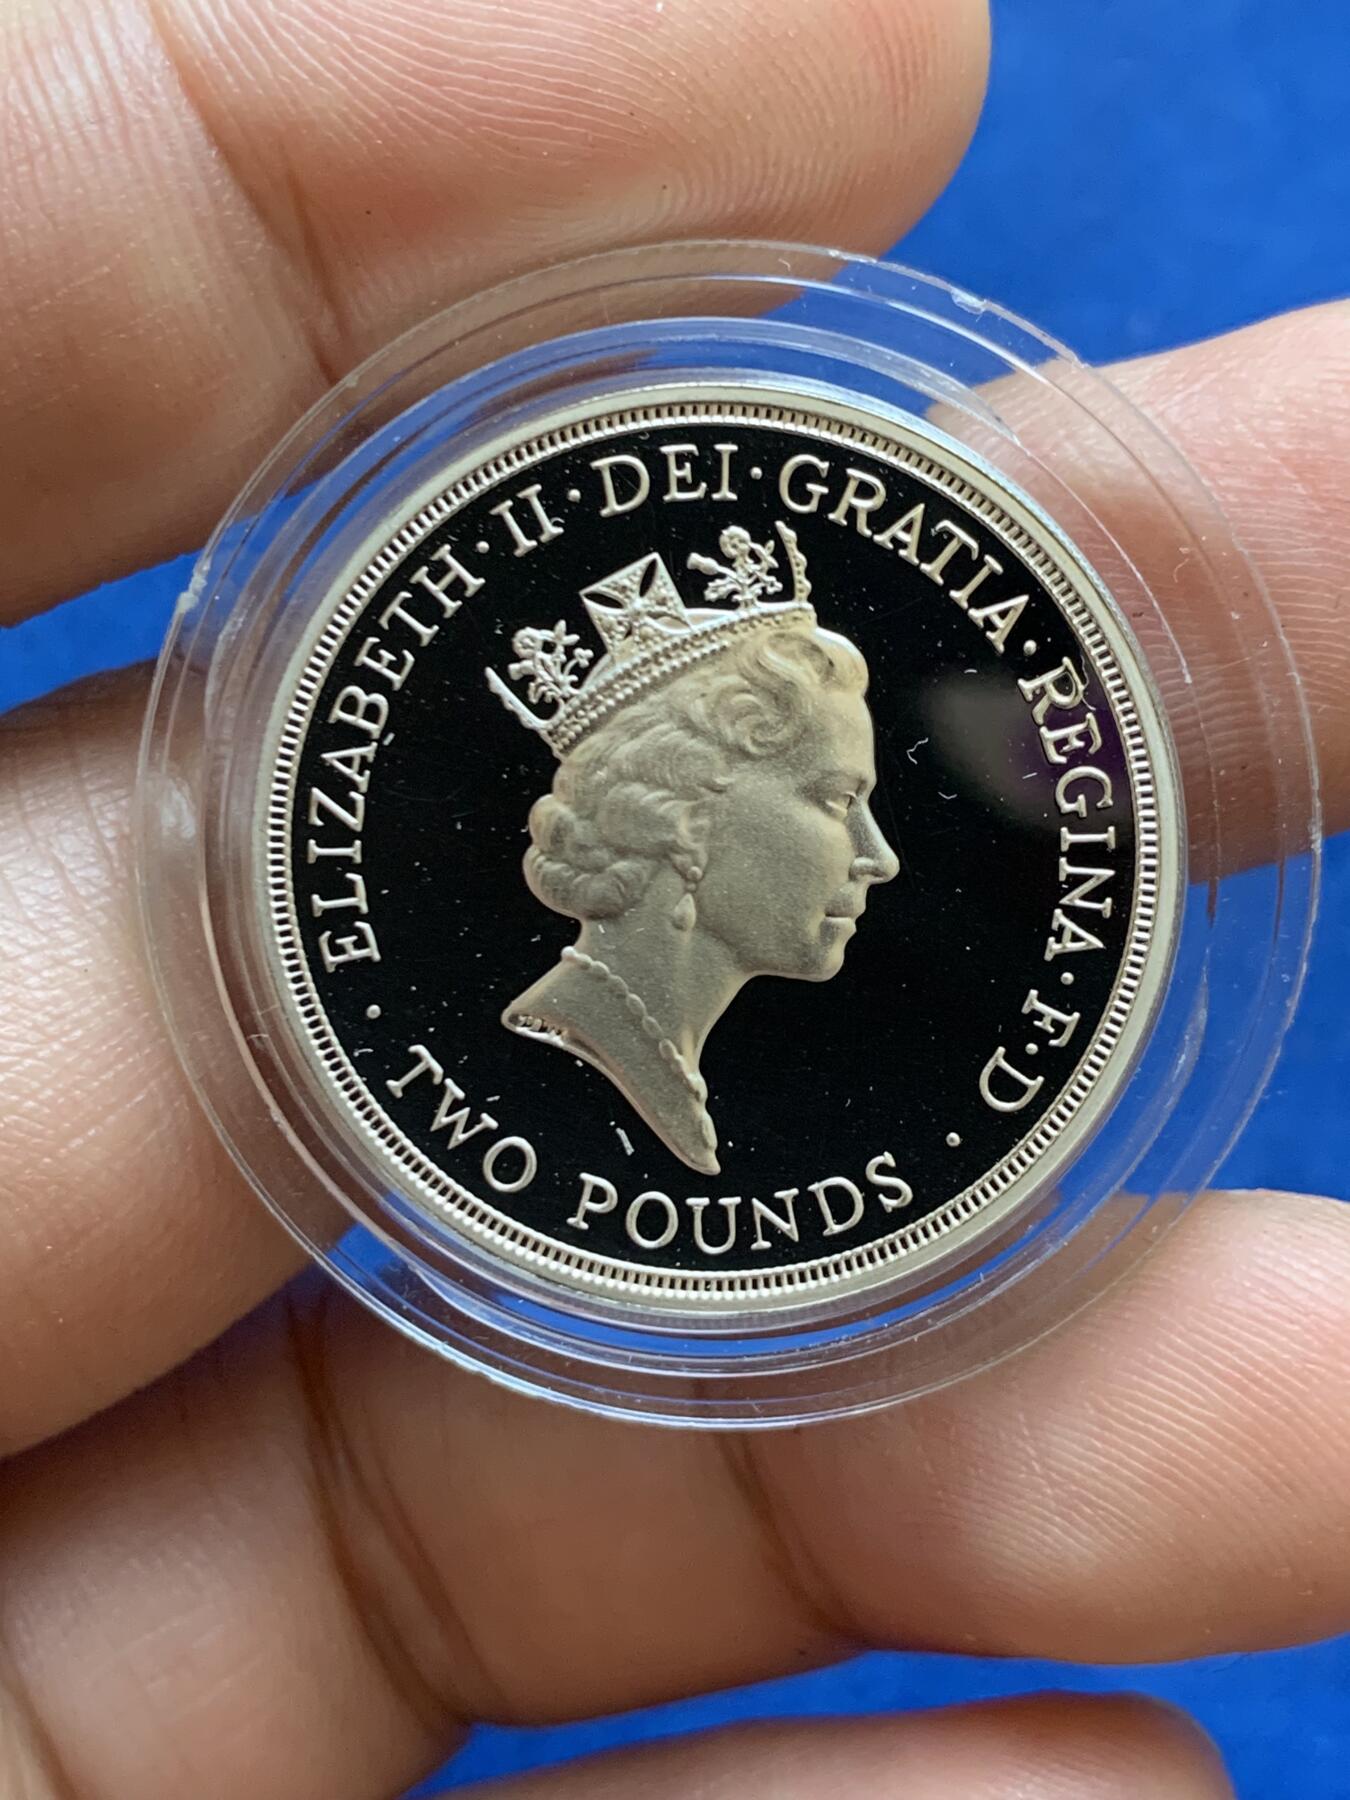 ELIZABETH · II · DEI · GRATIA · REGINA · F · D ·
TWO POUNDS ·